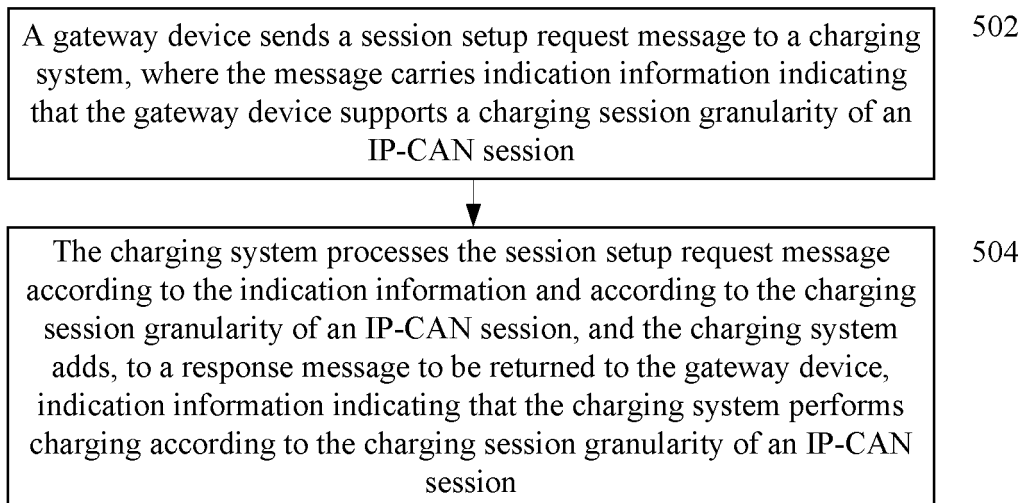 A gateway device sends a session setup request message to a charging
system, where the message carries indication information indicating
that the gateway device supports a charging session granularity of an
IP-CAN session
502
The charging system processes the session setup request message
according to the indication information and according to the charging
session granularity of an IP-CAN session, and the charging system
adds, to a response message to be returned to the gateway device,
indication information indicating that the charging system performs
charging according to the charging session granularity of an IP-CAN
session
504